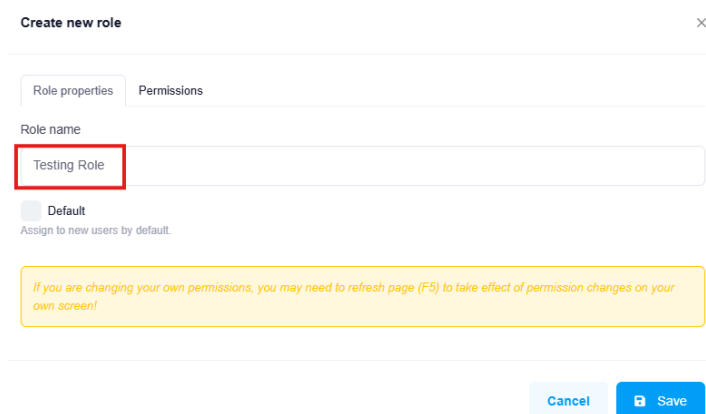 Create new role
×
Role properties
Permissions
Role name
Testing Role
Default
Assign to new users by default.
If you are changing your own permissions, you may need to refresh page (F5) to take effect of permission changes on your
own screen!
Cancel
Save